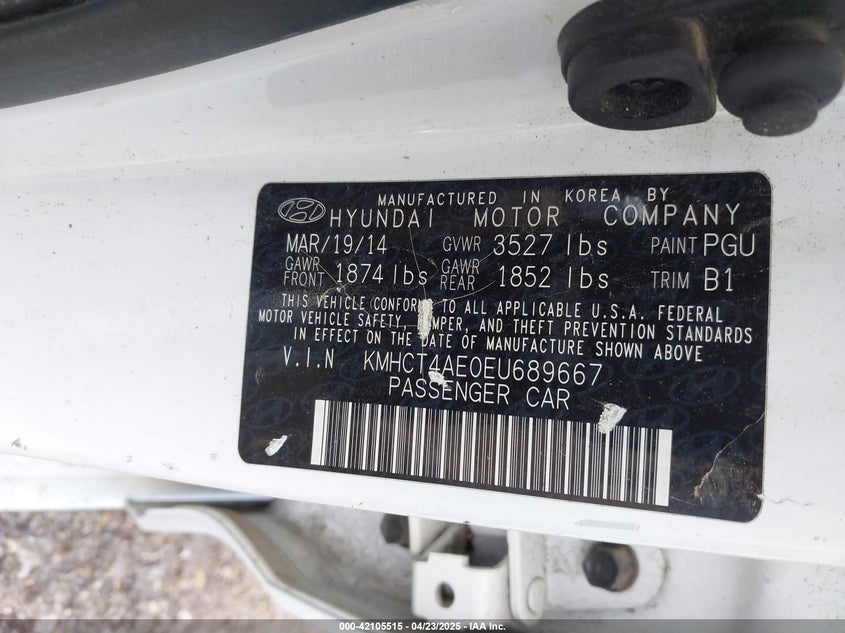 MANUFACTURED IN KOREA BY
HYUNDAI MOTOR COMPANY
MAR/19/14 GVWR 3527 lbs PAINT PGU
GAWR FRONT 1874 lbs GAWR REAR 1852 lbs TRIM B1
THIS VEHICLE CONFORMS TO ALL APPLICABLE U.S.A. FEDERAL
MOTOR VEHICLE SAFETY, BUMPER, AND THEFT PREVENTION STANDARDS
IN EFFECT ON THE DATE OF MANUFACTURE SHOWN ABOVE
V.I.N KMHCT4AE0EU689667
PASSENGER CAR
000-42105515 - 04/23/2025 - IAA Inc.